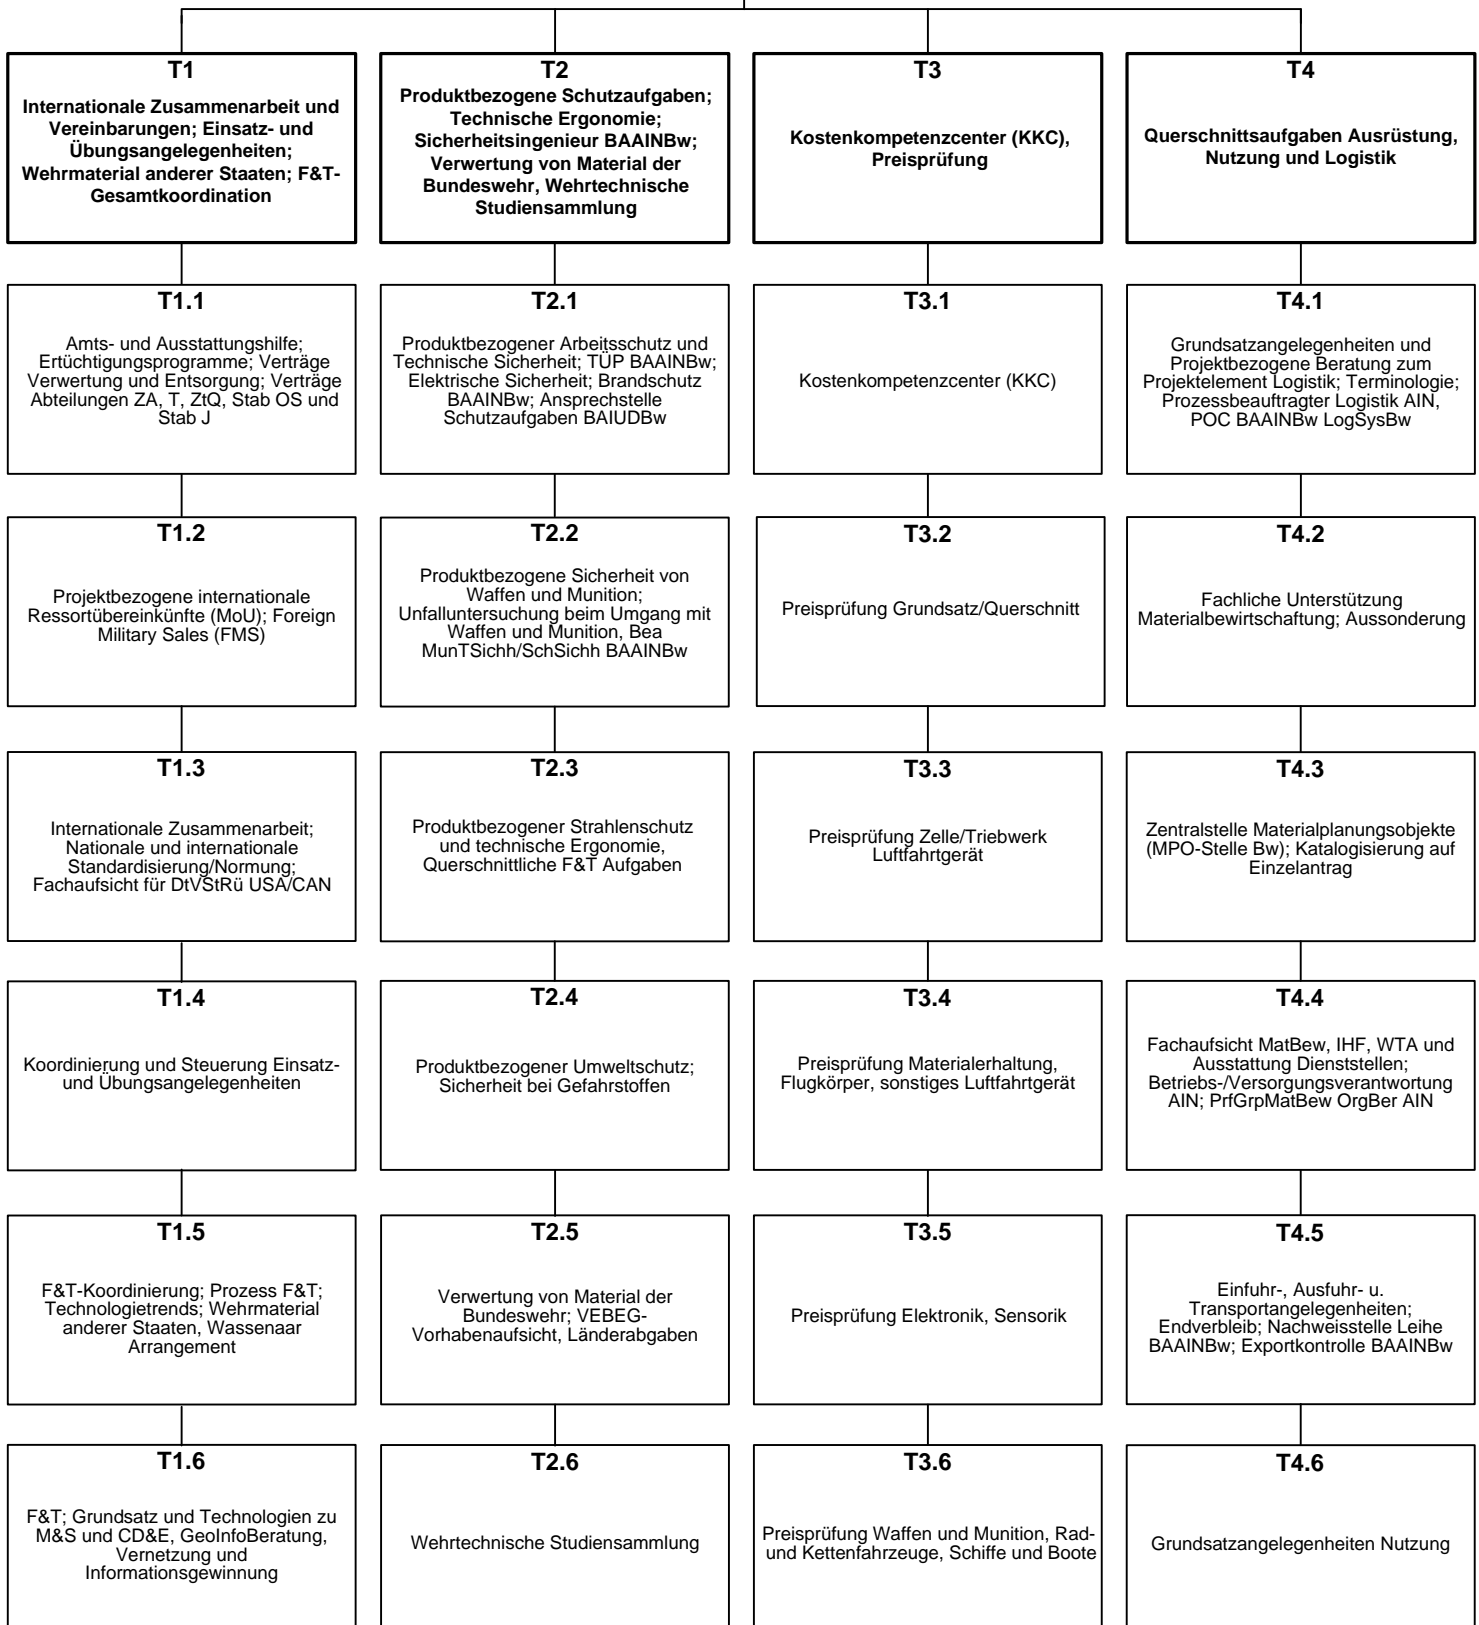 T1
Internationale Zusammenarbeit und
Vereinbarungen; Einsatz- und
Übungsangelegenheiten;
Wehrmaterial anderer Staaten; F&T-
Gesamtkoordination
T2
Produktbezogene Schutzaufgaben;
Technische Ergonomie;
Sicherheitsingenieur BAAINBw;
Verwertung von Material der
Bundeswehr, Wehrtechnische
Studiensammlung
T3
Kostenkompetenzcenter (KKC),
Preisprüfung
T4
Querschnittsaufgaben Ausrüstung,
Nutzung und Logistik
T1.1
Amts- und Ausstattungshilfe;
Ertüchtigungsprogramme; Verträge
Verwertung und Entsorgung; Verträge
Abteilungen ZA, T, ZtQ, Stab OS und
Stab J
T2.1
Produktbezogener Arbeitsschutz und
Technische Sicherheit; TÜP BAAINBw;
Elektrische Sicherheit; Brandschutz
BAAINBw; Ansprechstelle
Schutzaufgaben BAIUDBw
T3.1
Kostenkompetenzcenter (KKC)
T4.1
Grundsatzangelegenheiten und
Projektbezogene Beratung zum
Projektelement Logistik; Terminologie;
Prozessbeauftragter Logistik AIN,
POC BAAINBw LogSysBw
T1.2
Projektbezogene internationale
Ressortübereinkünfte (MoU); Foreign
Military Sales (FMS)
T2.2
Produktbezogene Sicherheit von
Waffen und Munition;
Unfalluntersuchung beim Umgang mit
Waffen und Munition, Bea
MunTSichh/SchSichh BAAINBw
T3.2
Preisprüfung Grundsatz/Querschnitt
T4.2
Fachliche Unterstützung
Materialbewirtschaftung; Aussonderung
T1.3
Internationale Zusammenarbeit;
Nationale und internationale
Standardisierung/Normung;
Fachaufsicht für DtVStRü USA/CAN
T2.3
Produktbezogener Strahlenschutz
und technische Ergonomie,
Querschnittliche F&T Aufgaben
T3.3
Preisprüfung Zelle/Triebwerk
Luftfahrtgerät
T4.3
Zentralstelle Materialplanungsobjekte
(MPO-Stelle Bw); Katalogisierung auf
Einzelantrag
T1.4
Koordinierung und Steuerung Einsatz-
und Übungsangelegenheiten
T2.4
Produktbezogener Umweltschutz;
Sicherheit bei Gefahrstoffen
T3.4
Preisprüfung Materialerhaltung,
Flugkörper, sonstiges Luftfahrtgerät
T4.4
Fachaufsicht MatBew, IHF, WTA und
Ausstattung Dienststellen;
Betriebs-/Versorgungsverantwortung
AIN; PrfGrpMatBew OrgBer AIN
T1.5
F&T-Koordinierung; Prozess F&T;
Technologietrends; Wehrmaterial
anderer Staaten, Wassenaar
Arrangement
T2.5
Verwertung von Material der
Bundeswehr; VEBEG-
Vorhabenaufsicht, Länderabgaben
T3.5
Preisprüfung Elektronik, Sensorik
T4.5
Einfuhr-, Ausfuhr- u.
Transportangelegenheiten;
Endverbleib; Nachweisstelle Leihe
BAAINBw; Exportkontrolle BAAINBw
T1.6
F&T; Grundsatz und Technologien zu
M&S und CD&E, GeoInfoBeratung,
Vernetzung und
Informationsgewinnung
T2.6
Wehrtechnische Studiensammlung
T3.6
Preisprüfung Waffen und Munition, Rad-
und Kettenfahrzeuge, Schiffe und Boote
T4.6
Grundsatzangelegenheiten Nutzung